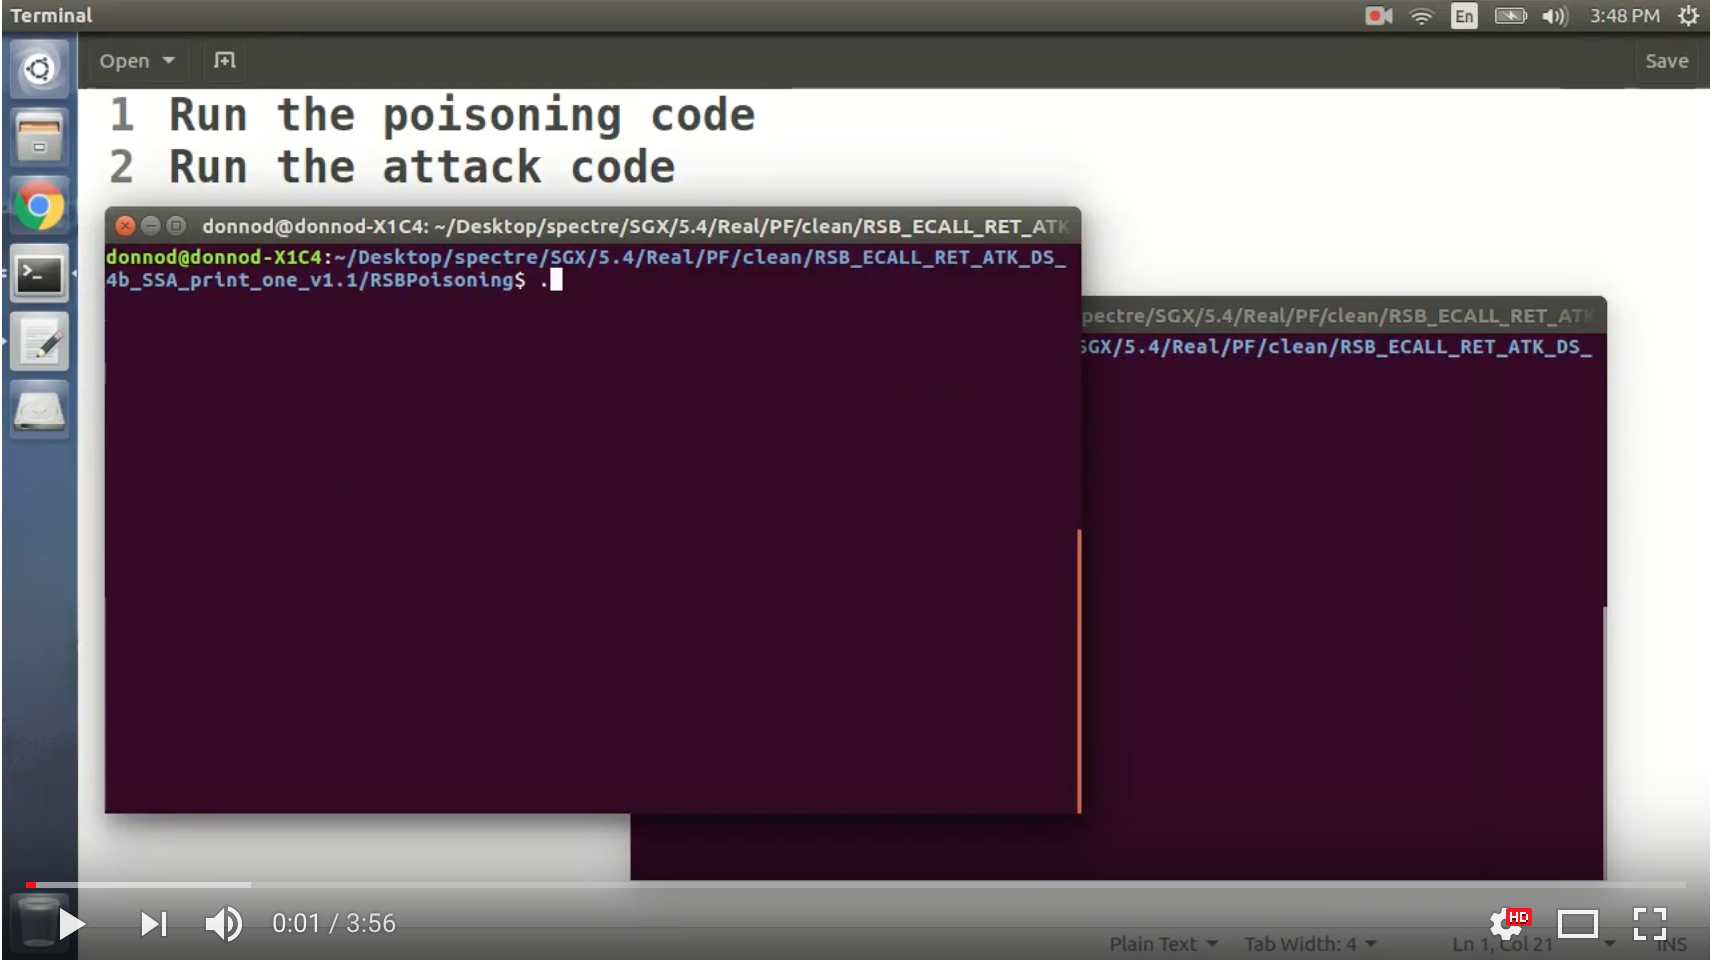 Terminal
En
3:48 PM
Open
Save
1 Run the poisoning code
2 Run the attack code
donnod@donnod-X1C4: ~/Desktop/spectre/SGX/5.4/Real/PF/clean/RSB_ECALL_RET_ATK
donnod@donnod-X1C4:~/Desktop/spectre/SGX/5.4/Real/PF/clean/RSB_ECALL_RET_ATK_DS_
4b_SSA_print_one_v1.1/RSBPoisoning$ .
pectre/SGX/5.4/Real/PF/clean/RSB_ECALL_RET_ATK
SGX/5.4/Real/PF/clean/RSB_ECALL_RET_ATK_DS_
0:01 / 3:56
HD
Plain Text
Tab Width: 4
Ln 1, Col 21
INS